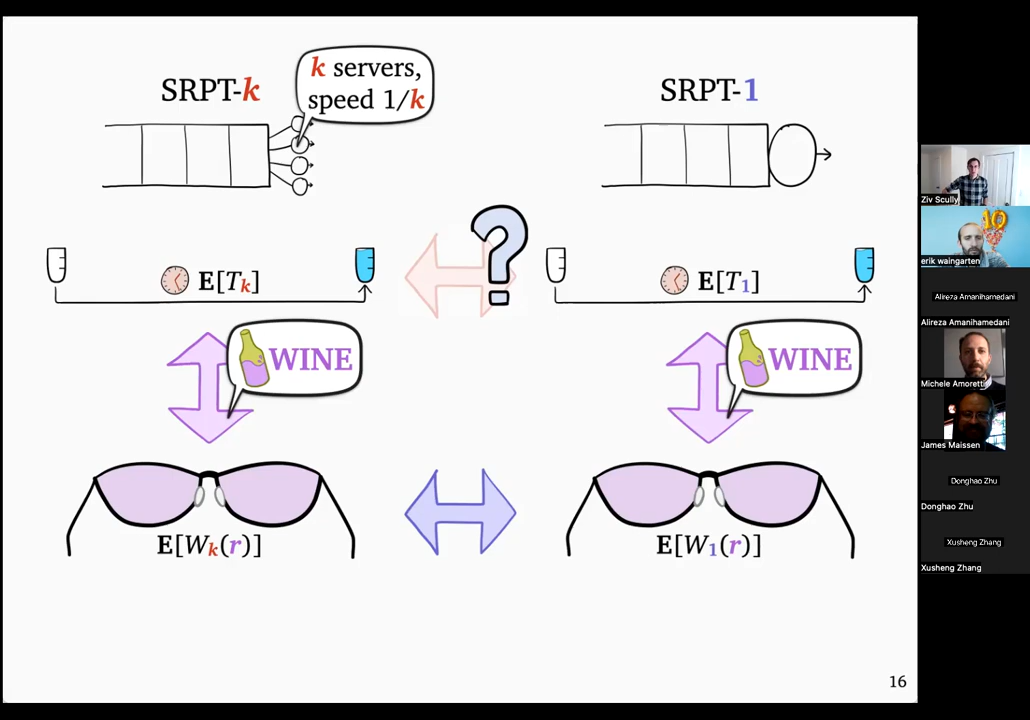 SRPT-k
k servers,
speed 1/k
SRPT-1
?
E[Tk]
E[T1]
WINE
WINE
E[Wk(r)]
E[W1(r)]
16
Ziv Scully
10
erik waingarten
Alireza Amanihamedani
Alireza Amanihamedani
Michele Amoretti
James Maissen
Donghao Zhu
Donghao Zhu
Xusheng Zhang
Xusheng Zhang